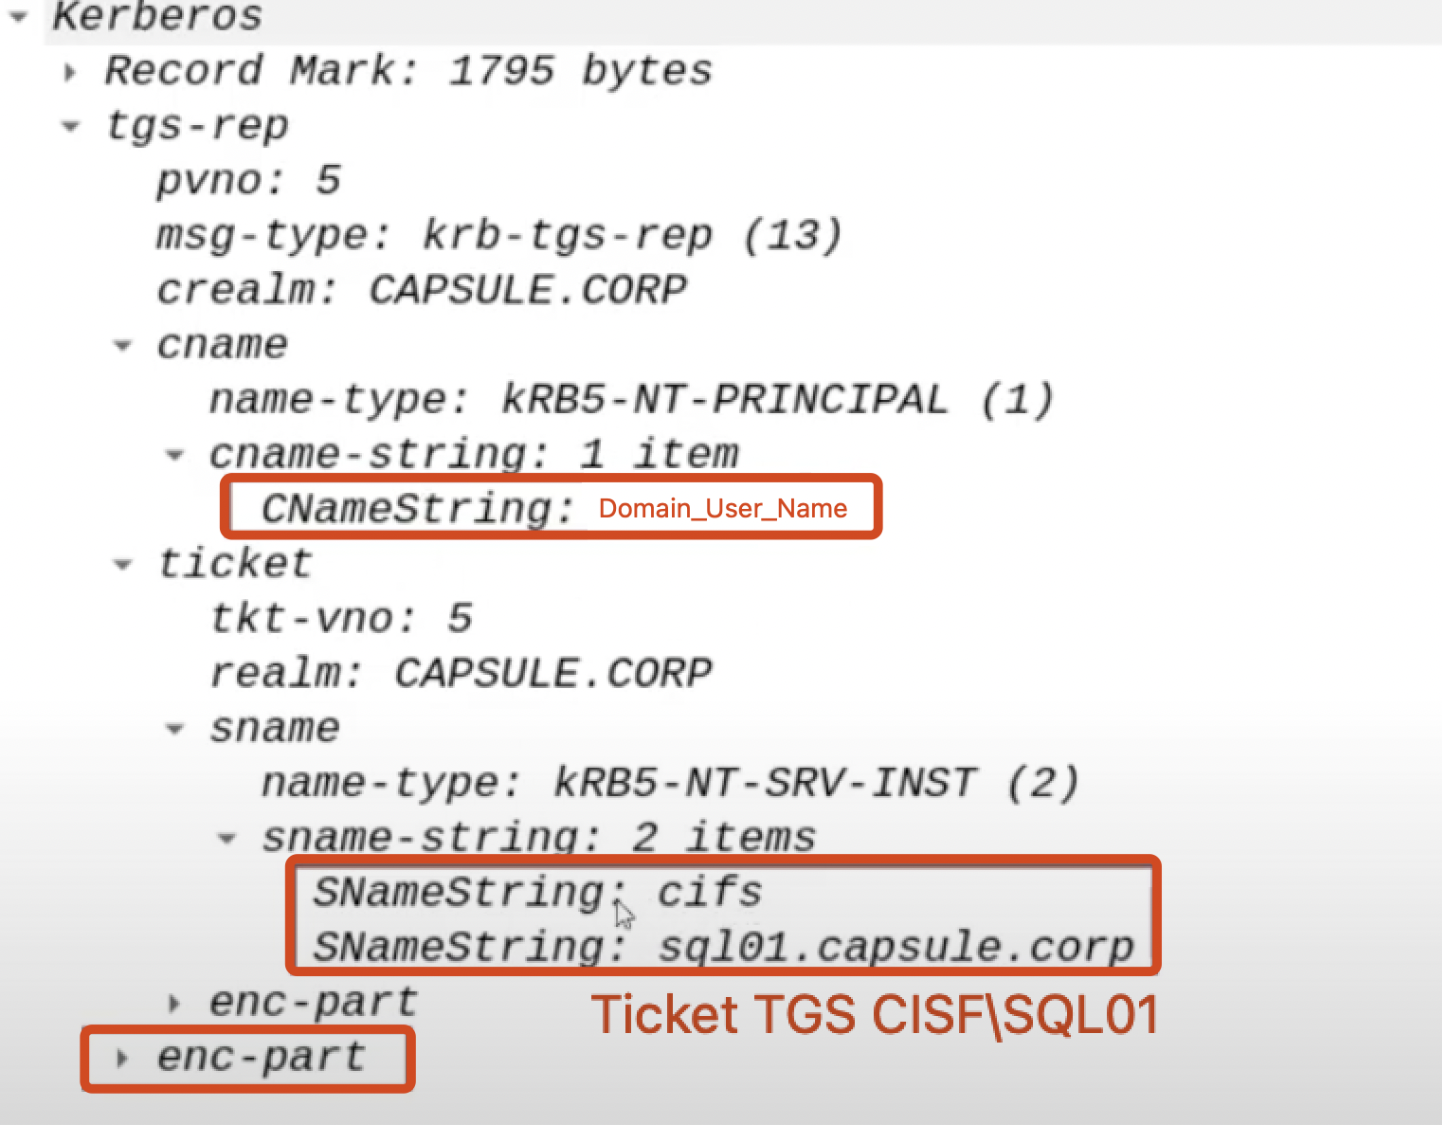 Kerberos
Record Mark: 1795 bytes
tgs-rep
pvno: 5
msg-type: krb-tgs-rep (13)
crealm: CAPSULE.CORP
cname
name-type: kRB5-NT-PRINCIPAL (1)
cname-string: 1 item
CNameString: Domain_User_Name
ticket
tkt-vno: 5
realm: CAPSULE.CORP
sname
name-type: kRB5-NT-SRV-INST (2)
sname-string: 2 items
SNameString: cifs
SNameString: sql01.capsule.corp
enc-part
Ticket TGS CISF\SQL01
enc-part